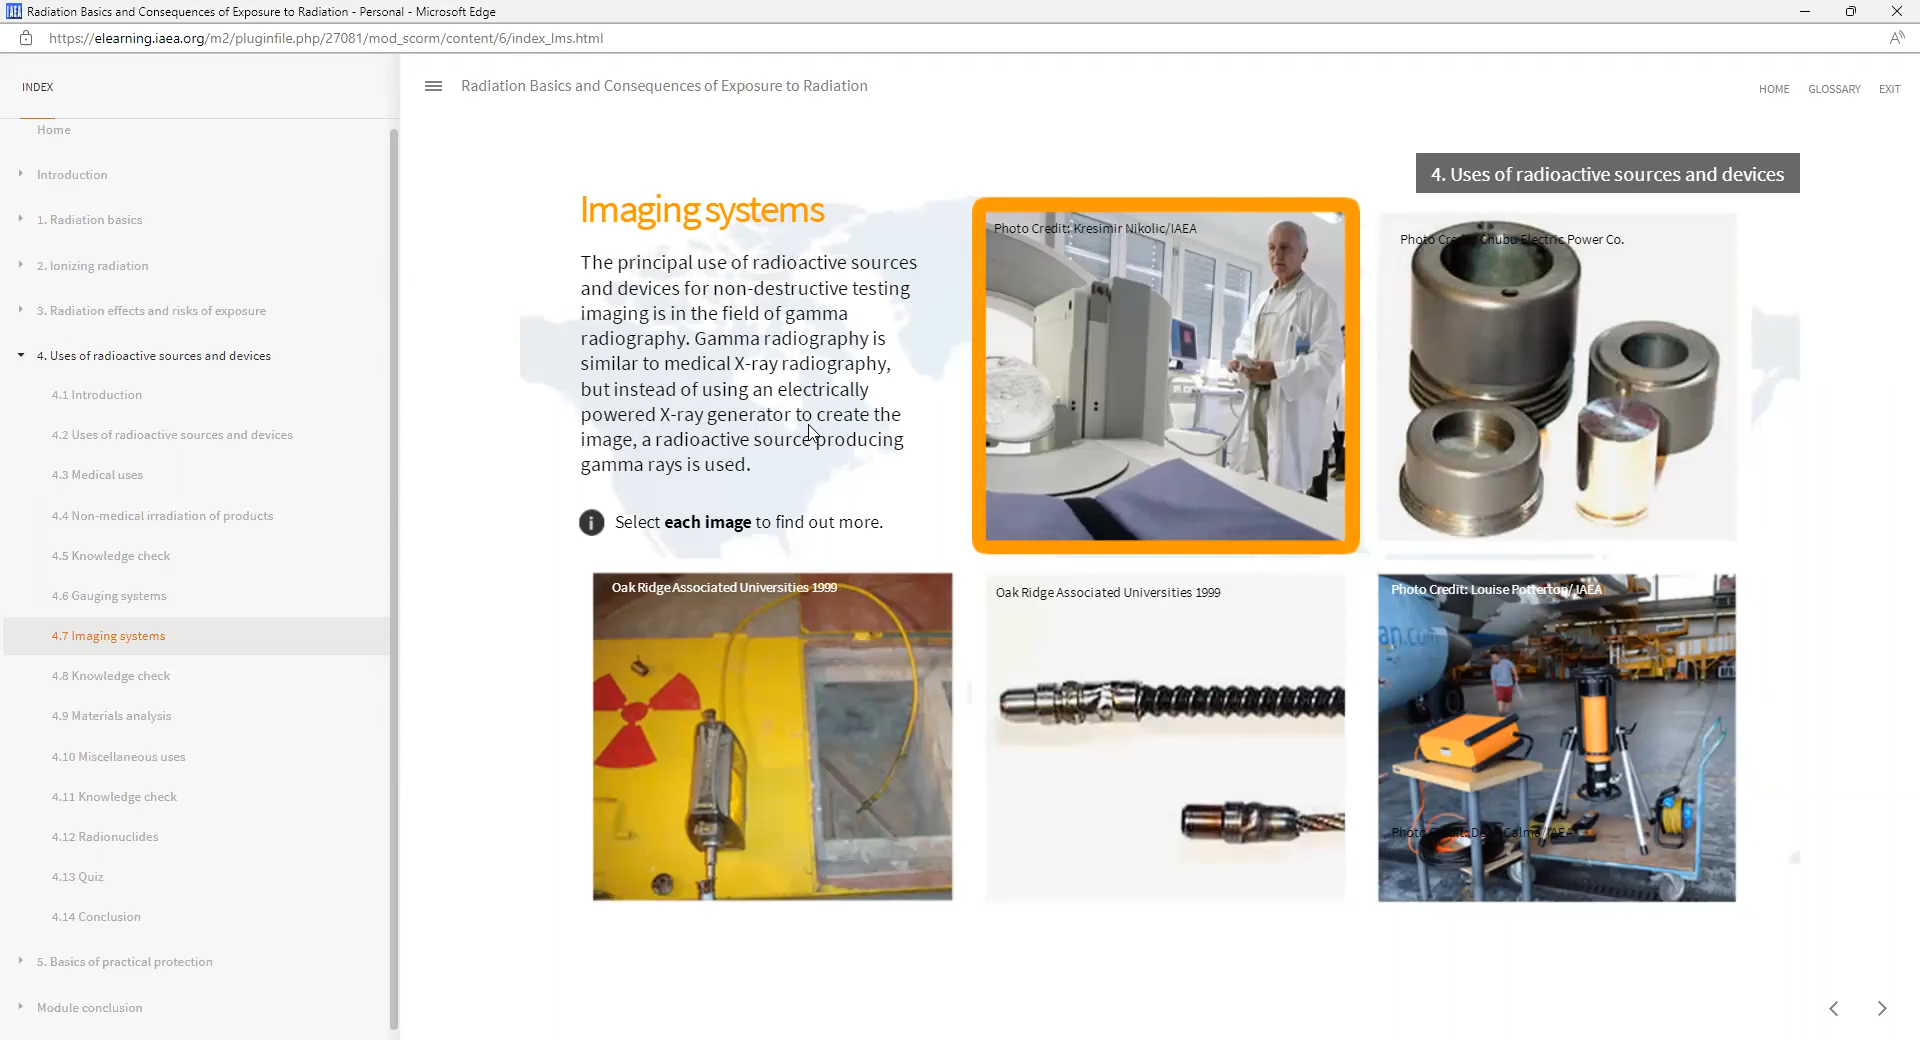 Radiation Basics and Consequences of Exposure to Radiation - Personal - Microsoft Edge
https://elearning.iaea.org/m2/pluginfile.php/27081/mod_scorm/content/6/index_lms.html
INDEX
Home
Introduction
1. Radiation basics
2. Ionizing radiation
3. Radiation effects and risks of exposure
4. Uses of radioactive sources and devices
4.1 Introduction
4.2 Uses of radioactive sources and devices
4.3 Medical uses
4.4 Non-medical irradiation of products
4.5 Knowledge check
4.6 Gauging systems
4.7 Imaging systems
4.8 Knowledge check
4.9 Materials analysis
4.10 Miscellaneous uses
4.11 Knowledge check
4.12 Radionuclides
4.13 Quiz
4.14 Conclusion
5. Basics of practical protection
Module conclusion
Radiation Basics and Consequences of Exposure to Radiation
HOME GLOSSARY EXIT
4. Uses of radioactive sources and devices
Imaging systems
The principal use of radioactive sources
and devices for non-destructive testing
imaging is in the field of gamma
radiography. Gamma radiography is
similar to medical X-ray radiography,
but instead of using an electrically
powered X-ray generator to create the
image, a radioactive source producing
gamma rays is used.
Select each image to find out more.
Photo Credit: Kresimir Nikolic/IAEA
Photo Chubu Electric Power Co.
Oak Ridge Associated Universities 1999
Oak Ridge Associated Universities 1999
Photo Credit: Louise Potterton/IAEA
an.com
Photo Calma/IAEA